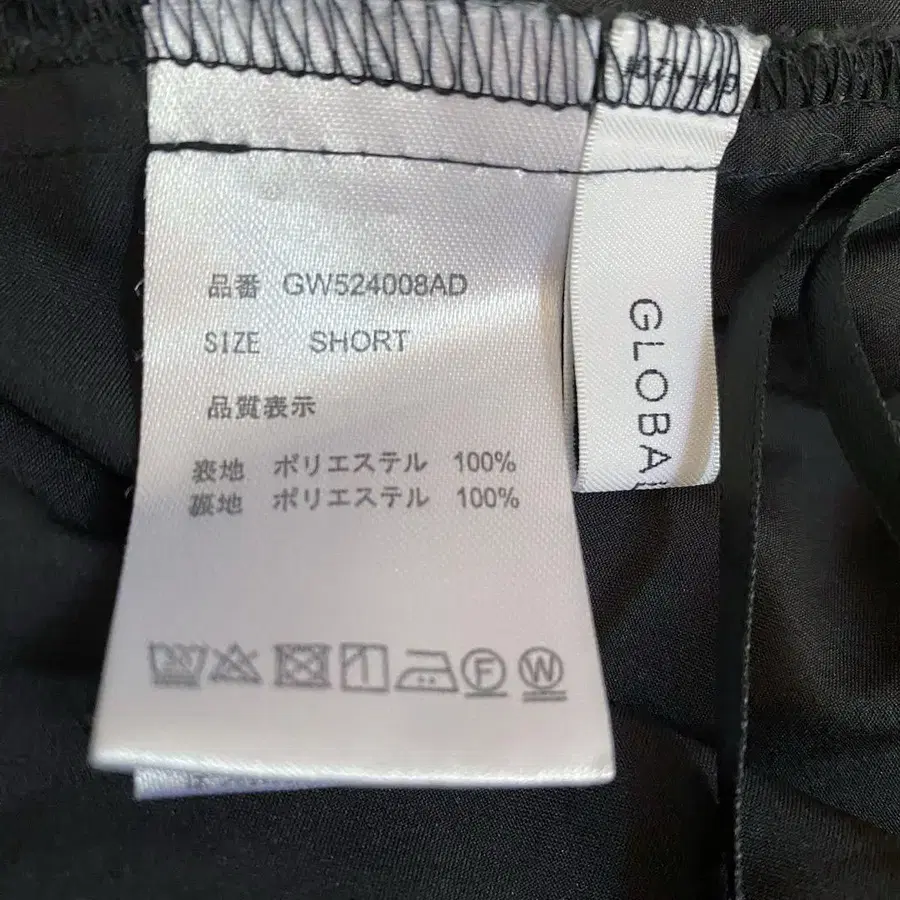 品番 GW524008AD
SIZE SHORT
品質表示
表地 ポリエステル 100%
裏地 ポリエステル 100%
F W
GLOBAL